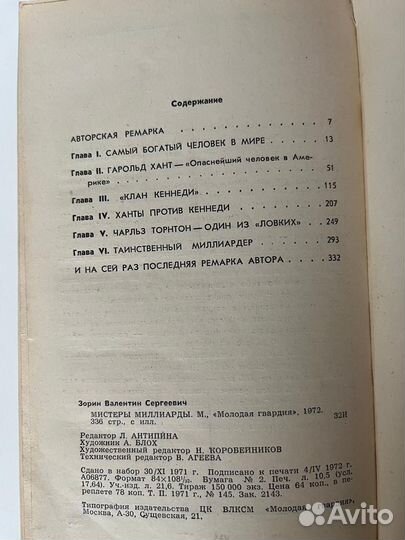 Содержание
АВТОРСКАЯ РЕМАРКА . . . . . . . . . . . 7
Глава I. САМЫЙ БОГАТЫЙ ЧЕЛОВЕК В МИРЕ . . . . 13
Глава II. ГАРОЛЬД ХАНТ — «Опаснейший человек в Аме-
рике» . . . . . . . . . . . . . . . 51
Глава III. «КЛАН КЕННЕДИ» . . . . . . . . . 115
Глава IV. ХАНТЫ ПРОТИВ КЕННЕДИ . . . . . . 207
Глава V. ЧАРЛЬЗ ТОРНТОН — ОДИН ИЗ «ЛОВКИХ» . . 249
Глава VI. ТАИНСТВЕННЫЙ МИЛЛИАРДЕР . . . . . 293
И НА СЕЙ РАЗ ПОСЛЕДНЯЯ РЕМАРКА АВТОРА . . . . 332
Зорин Валентин Сергеевич
МИСТЕРЫ МИЛЛИАРДЫ. М., «Молодая гвардия», 1972.
336 стр., с илл. 32И
Редактор Л. АНТИПИНА
Художник А. БЛОХ
Художественный редактор Н. КОРОБЕЙНИКОВ
Технический редактор В. АГЕЕВА
Сдано в набор 30/XI 1971 г. Подписано к печати 4/IV 1972 г.
А06877. Формат 84×108¹/₃₂. Бумага № 2. Печ. л. 10,5 (усл.
17,64). Уч.-изд. л. 21,6. Тираж 150 000 экз. Цена 64 коп., в пе-
реплете 78 коп. Т. П. 1971 г., № 145. Зак. 2143.
Типография издательства ЦК ВЛКСМ «Молодая гвардия»,
Москва, А-30, Сущевская, 21.
Avito